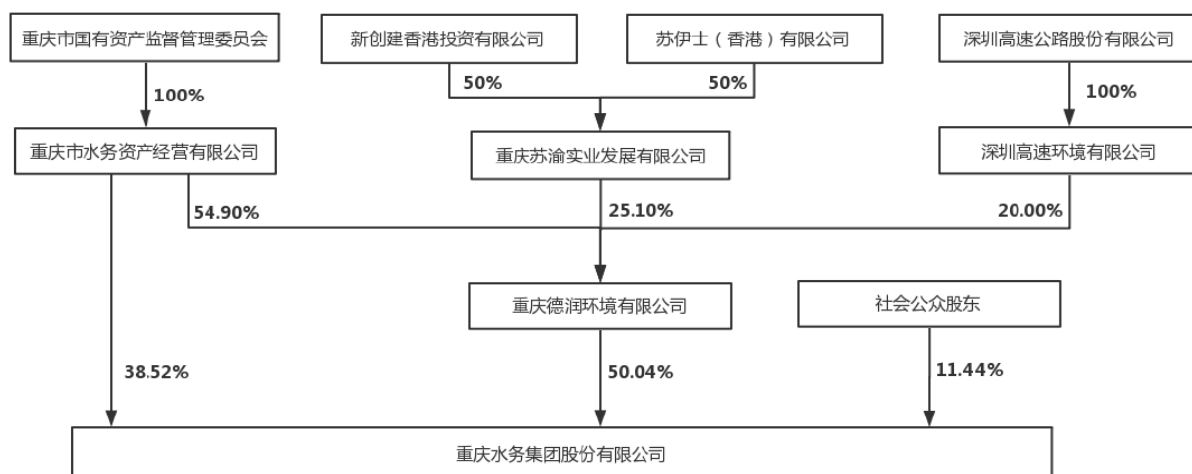 重庆市国有资产监督管理委员会
新创建香港投资有限公司
苏伊士（香港）有限公司
深圳高速公路股份有限公司
100%
50%
50%
100%
重庆市水务资产经营有限公司
重庆苏渝实业发展有限公司
深圳高速环境有限公司
54.90%
25.10%
20.00%
重庆德润环境有限公司
社会公众股东
38.52%
50.04%
11.44%
重庆水务集团股份有限公司